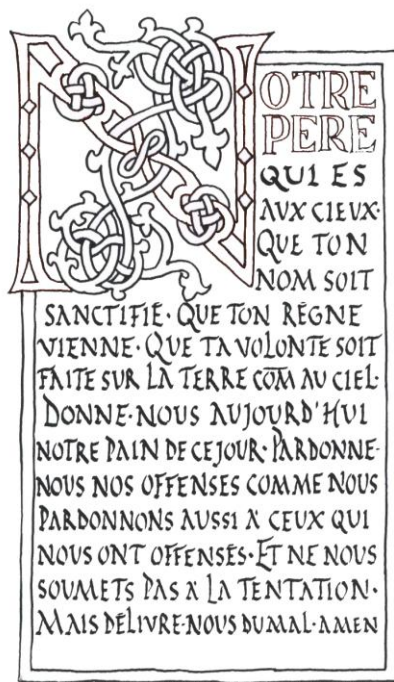 NOTRE
PERE
QUI ES
AUX CIEUX·
QUE TON
NOM SOIT
SANCTIFIÉ· QUE TON RÈGNE
VIENNE· QUE TA VOLONTE SOIT
FAITE SUR LA TERRE COM̄ AU CIEL·
DONNE-NOUS AUJOURD'HUI
NOTRE PAIN DE CE JOUR· PARDONNE-
NOUS NOS OFFENSES COMME NOUS
PARDONNONS AUSSI À CEUX QUI
NOUS ONT OFFENSÉS· ET NE NOUS
SOUMETS PAS À LA TENTATION·
MAIS DÉLIVRE-NOUS DU MAL· AMEN